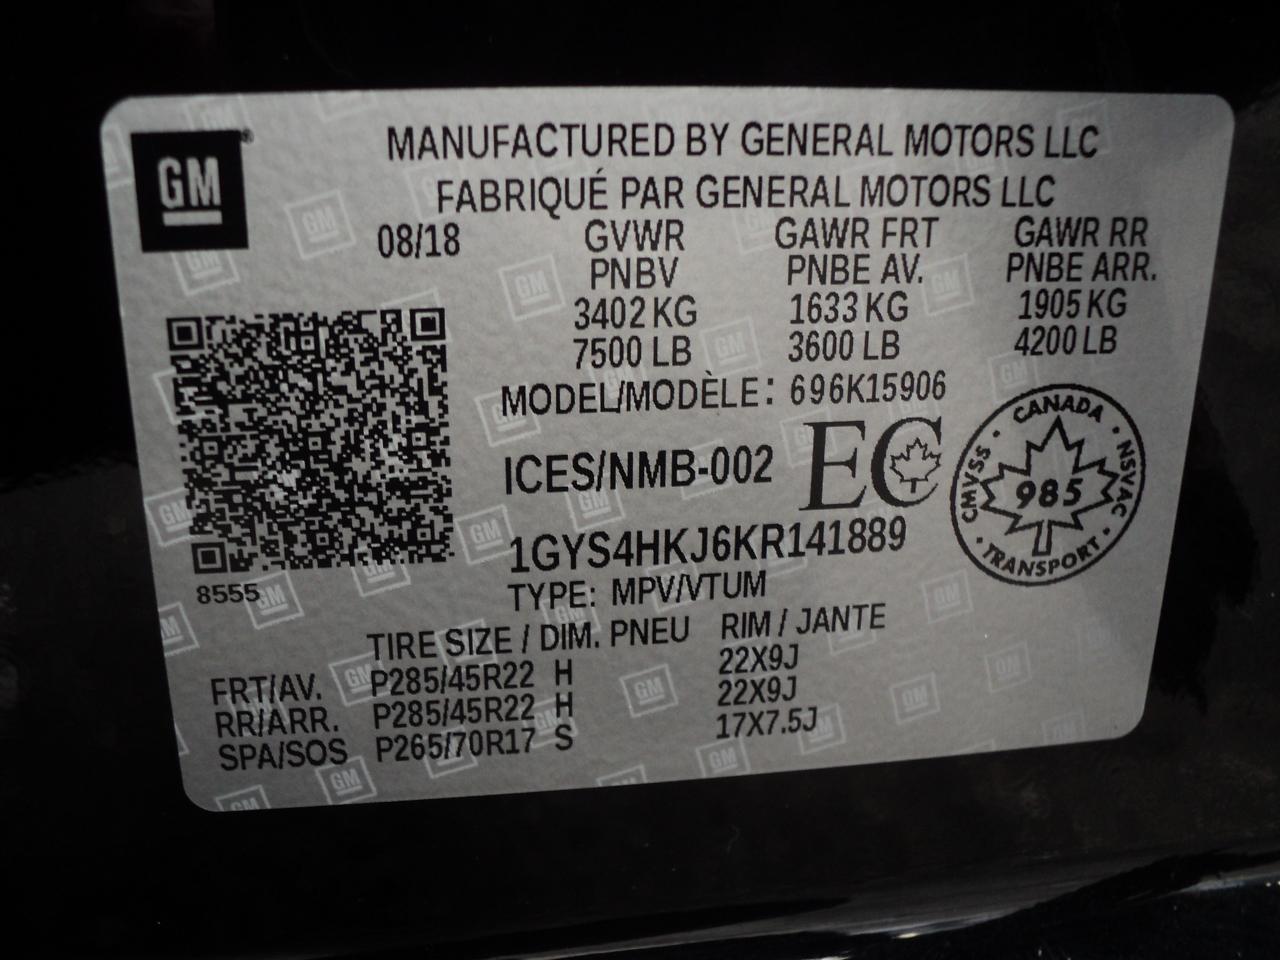 GM
MANUFACTURED BY GENERAL MOTORS LLC
FABRIQUÉ PAR GENERAL MOTORS LLC
08/18 GVWR GAWR FRT GAWR RR
PNBV PNBE AV. PNBE ARR.
3402 KG 1633 KG 1905 KG
7500 LB 3600 LB 4200 LB
MODEL/MODÈLE: 696K15906
ICES/NMB-002 EC
CANADA
CMVSS 985 NSVAC
TRANSPORT
1GYS4HKJ6KR141889
8555
TYPE: MPV/VTUM
TIRE SIZE / DIM. PNEU RIM / JANTE
FRT/AV. P285/45R22 H 22X9J
RR/ARR. P285/45R22 H 22X9J
SPA/SOS P265/70R17 S 17X7.5J